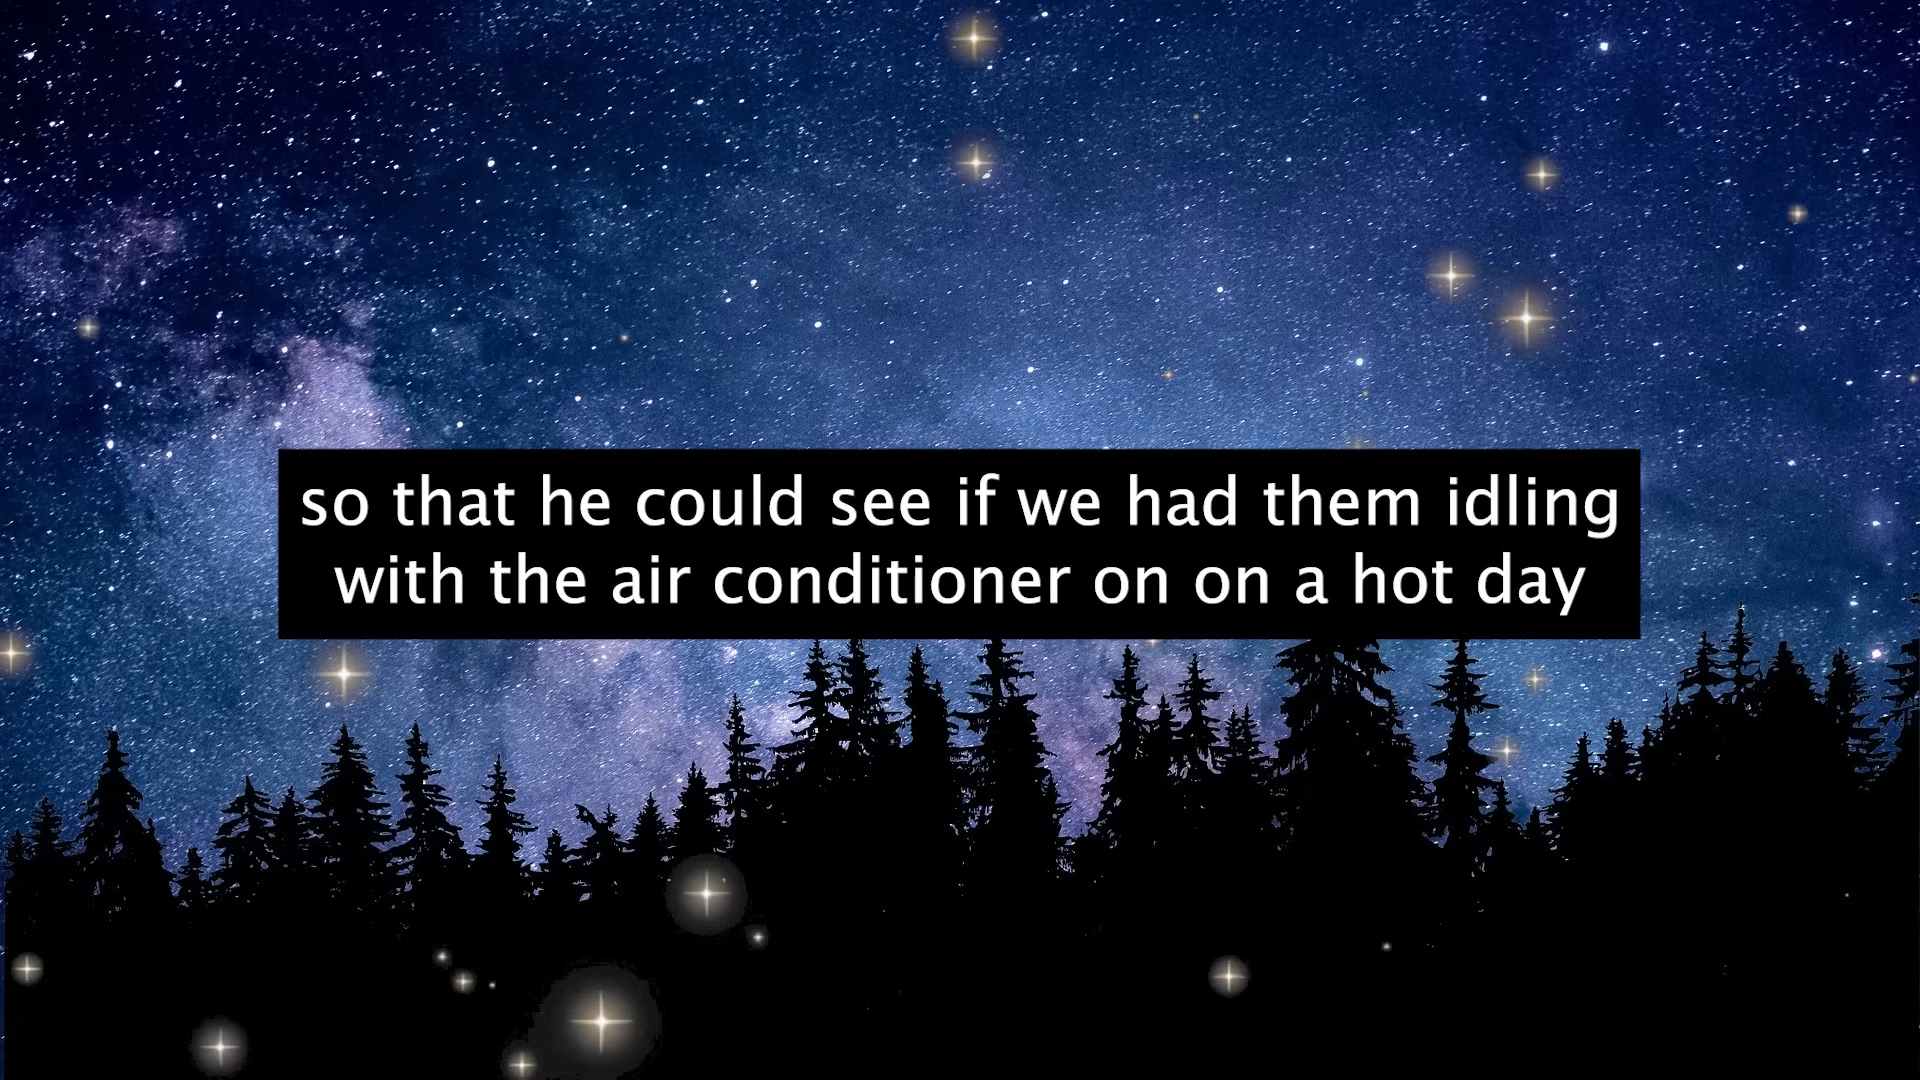 so that he could see if we had them idling
with the air conditioner on on a hot day